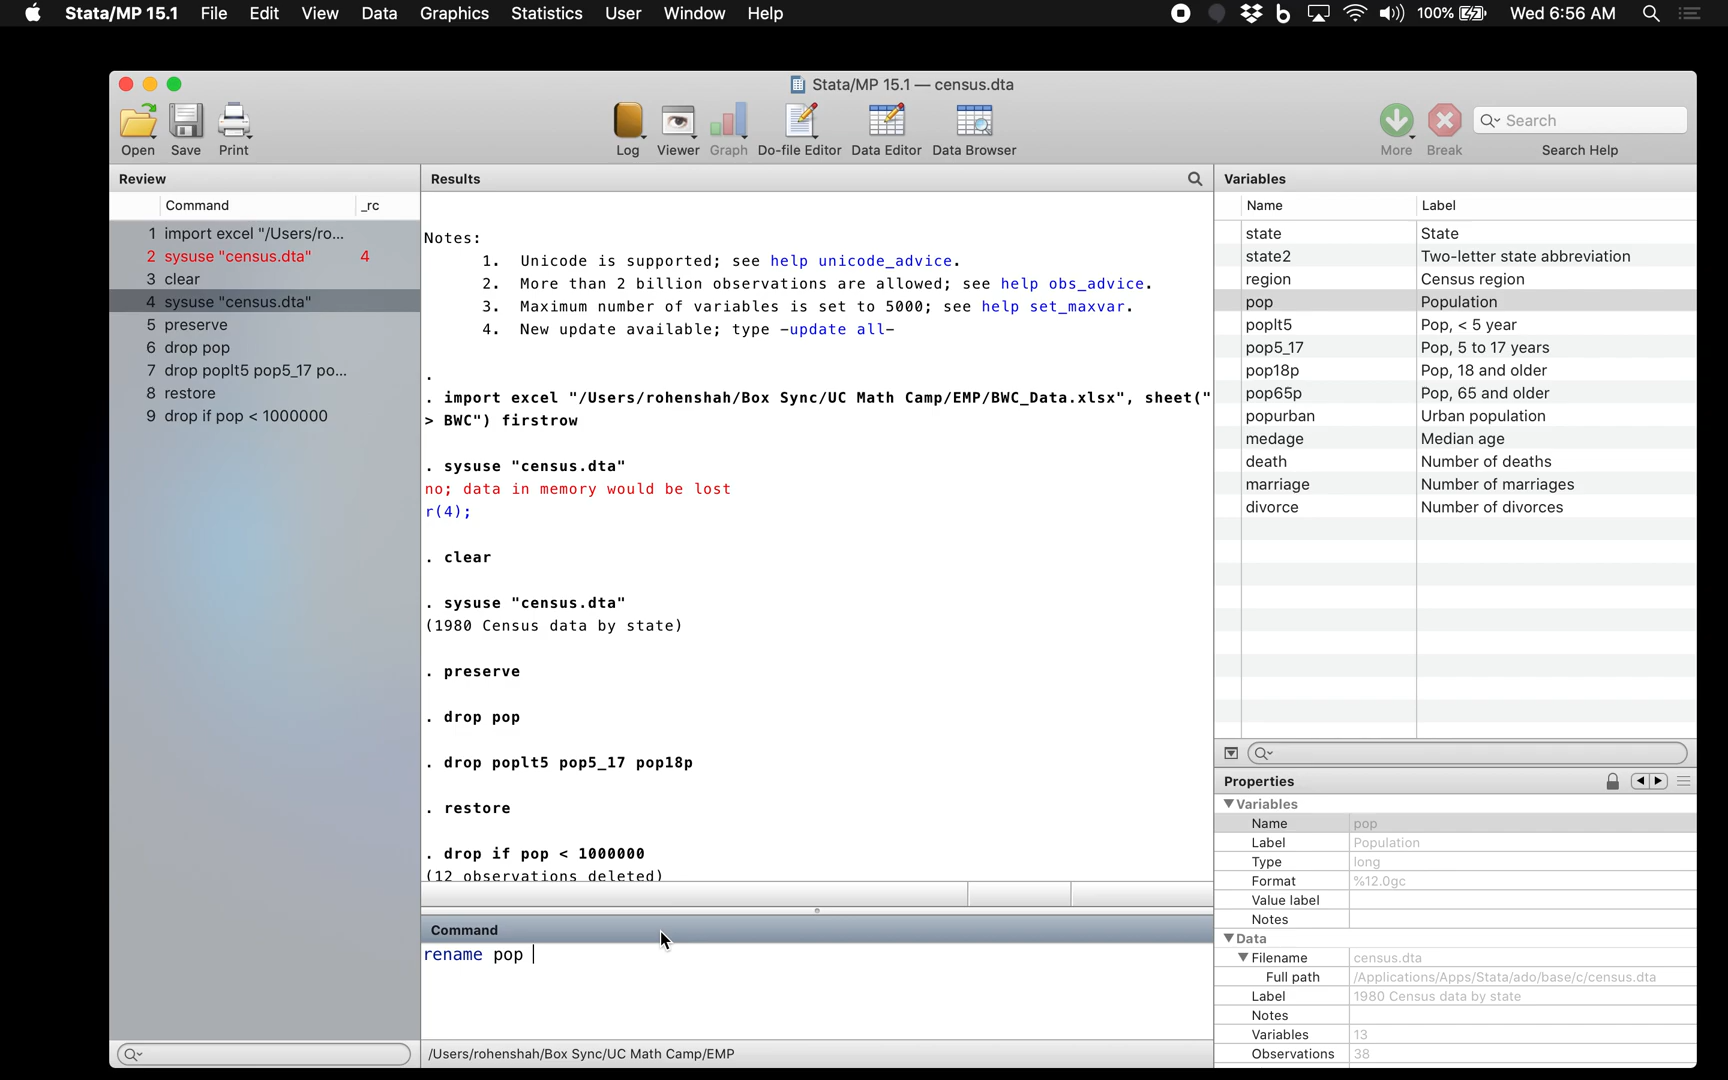 Stata/MP 15.1 File Edit View Data Graphics Statistics User Window Help 100% Wed 6:56 AM
Stata/MP 15.1 — census.dta
Open Save Print Log Viewer Graph Do-file Editor Data Editor Data Browser More Break Search
Search Help
Review
Command _rc
1 import excel "/Users/ro...
2 sysuse "census.dta" 4
3 clear
4 sysuse "census.dta"
5 preserve
6 drop pop
7 drop poplt5 pop5_17 po...
8 restore
9 drop if pop < 1000000
Results
Notes:
1. Unicode is supported; see help unicode_advice.
2. More than 2 billion observations are allowed; see help obs_advice.
3. Maximum number of variables is set to 5000; see help set_maxvar.
4. New update available; type -update all-
.
. import excel "/Users/rohenshah/Box Sync/UC Math Camp/EMP/BWC_Data.xlsx", sheet("
> BWC") firstrow
. sysuse "census.dta"
no; data in memory would be lost
r(4);
. clear
. sysuse "census.dta"
(1980 Census data by state)
. preserve
. drop pop
. drop poplt5 pop5_17 pop18p
. restore
. drop if pop < 1000000
(12 observations deleted)
Command
rename pop
/Users/rohenshah/Box Sync/UC Math Camp/EMP
Variables
Name Label
state State
state2 Two-letter state abbreviation
region Census region
pop Population
poplt5 Pop, < 5 year
pop5_17 Pop, 5 to 17 years
pop18p Pop, 18 and older
pop65p Pop, 65 and older
popurban Urban population
medage Median age
death Number of deaths
marriage Number of marriages
divorce Number of divorces
Properties
Variables
Name pop
Label Population
Type long
Format %12.0gc
Value label
Notes
Data
Filename census.dta
Full path /Applications/Apps/Stata/ado/base/c/census.dta
Label 1980 Census data by state
Notes
Variables 13
Observations 38